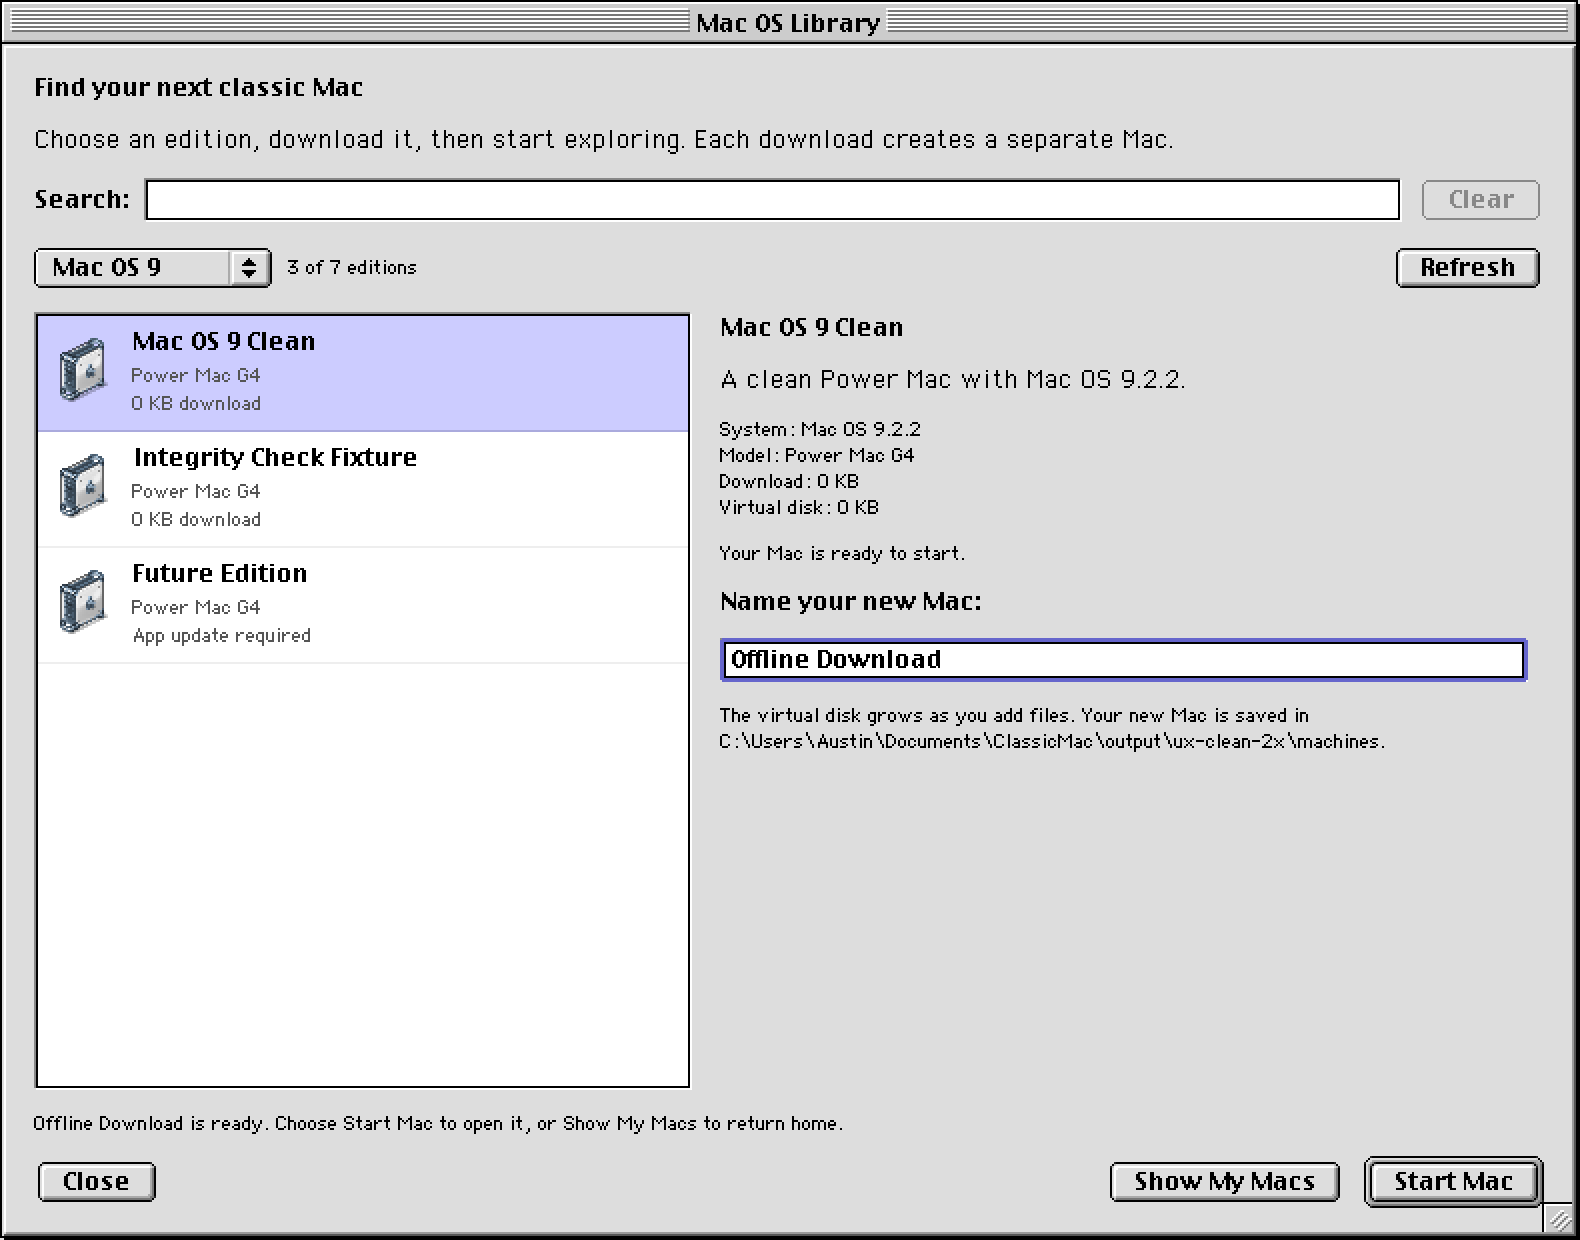 Mac OS Library
Find your next classic Mac
Choose an edition, download it, then start exploring. Each download creates a separate Mac.
Search:
Clear
Mac OS 9
3 of 7 editions
Refresh
Mac OS 9 Clean
Power Mac G4
0 KB download
Integrity Check Fixture
Power Mac G4
0 KB download
Future Edition
Power Mac G4
App update required
Mac OS 9 Clean
A clean Power Mac with Mac OS 9.2.2.
System: Mac OS 9.2.2
Model: Power Mac G4
Download: 0 KB
Virtual disk: 0 KB
Your Mac is ready to start.
Name your new Mac:
Offline Download
The virtual disk grows as you add files. Your new Mac is saved in
C:\Users\Austin\Documents\ClassicMac\output\ux-clean-2x\machines.
Offline Download is ready. Choose Start Mac to open it, or Show My Macs to return home.
Close
Show My Macs
Start Mac